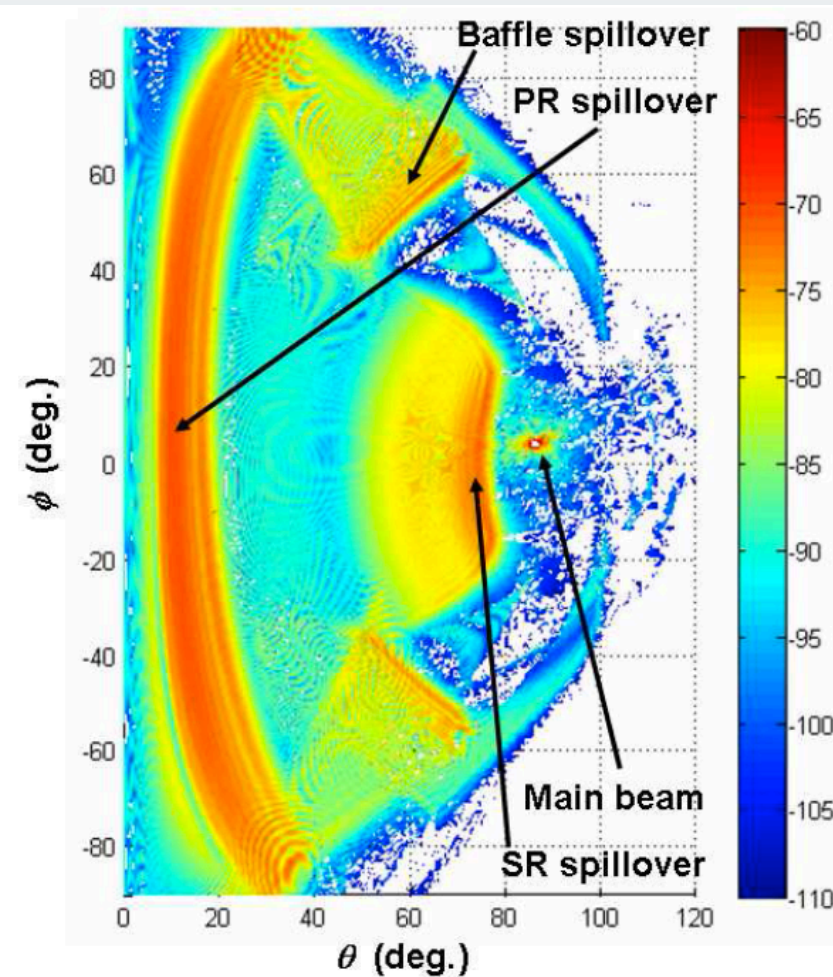 Baffle spillover
PR spillover
Main beam
SR spillover
80
60
40
20
0
-20
-40
-60
-80
ϕ (deg.)
0 20 40 60 80 100 120
θ (deg.)
-60
-65
-70
-75
-80
-85
-90
-95
-100
-105
-110